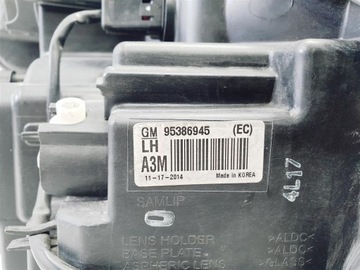 GM 95386945 (EC)
LH
A3M
11-17-2014 Made in KOREA
4L17
SAMLIP
LENS HOLDER >ALDC<
BASE PLATE >ALDC<
ASPHERIC LENS >GLASS<